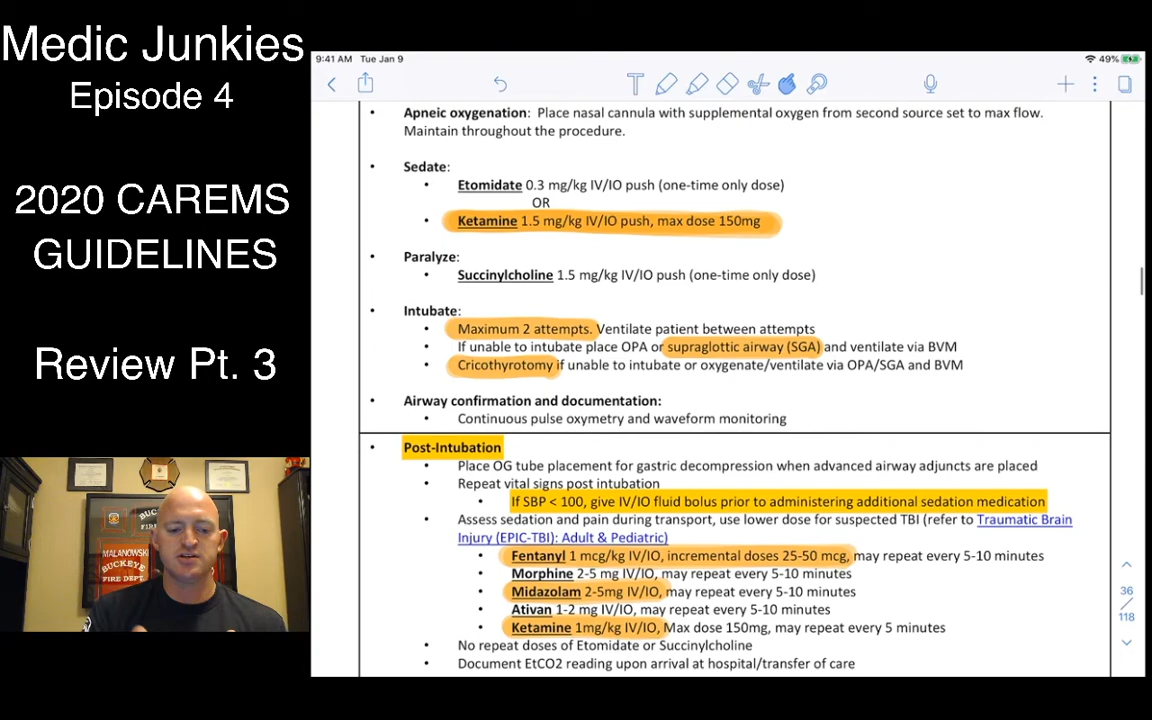 Medic Junkies
Episode 4
2020 CAREMS
GUIDELINES
Review Pt. 3
9:41 AM Tue Jan 9
49%
T
• Apneic oxygenation: Place nasal cannula with supplemental oxygen from second source set to max flow.
Maintain throughout the procedure.
• Sedate:
• Etomidate 0.3 mg/kg IV/IO push (one-time only dose)
OR
• Ketamine 1.5 mg/kg IV/IO push, max dose 150mg
• Paralyze:
• Succinylcholine 1.5 mg/kg IV/IO push (one-time only dose)
• Intubate:
• Maximum 2 attempts. Ventilate patient between attempts
• If unable to intubate place OPA or supraglottic airway (SGA) and ventilate via BVM
• Cricothyrotomy if unable to intubate or oxygenate/ventilate via OPA/SGA and BVM
• Airway confirmation and documentation:
• Continuous pulse oxymetry and waveform monitoring
• Post-Intubation
• Place OG tube placement for gastric decompression when advanced airway adjuncts are placed
• Repeat vital signs post intubation
• If SBP < 100, give IV/IO fluid bolus prior to administering additional sedation medication
• Assess sedation and pain during transport, use lower dose for suspected TBI (refer to Traumatic Brain
Injury (EPIC-TBI): Adult & Pediatric)
• Fentanyl 1 mcg/kg IV/IO, incremental doses 25-50 mcg, may repeat every 5-10 minutes
• Morphine 2-5 mg IV/IO, may repeat every 5-10 minutes
• Midazolam 2-5mg IV/IO, may repeat every 5-10 minutes
• Ativan 1-2 mg IV/IO, may repeat every 5-10 minutes
• Ketamine 1mg/kg IV/IO, Max dose 150mg, may repeat every 5 minutes
• No repeat doses of Etomidate or Succinylcholine
• Document EtCO2 reading upon arrival at hospital/transfer of care
36
/
118
MALANOWSKI
BUCKEYE
FIRE DEPT.